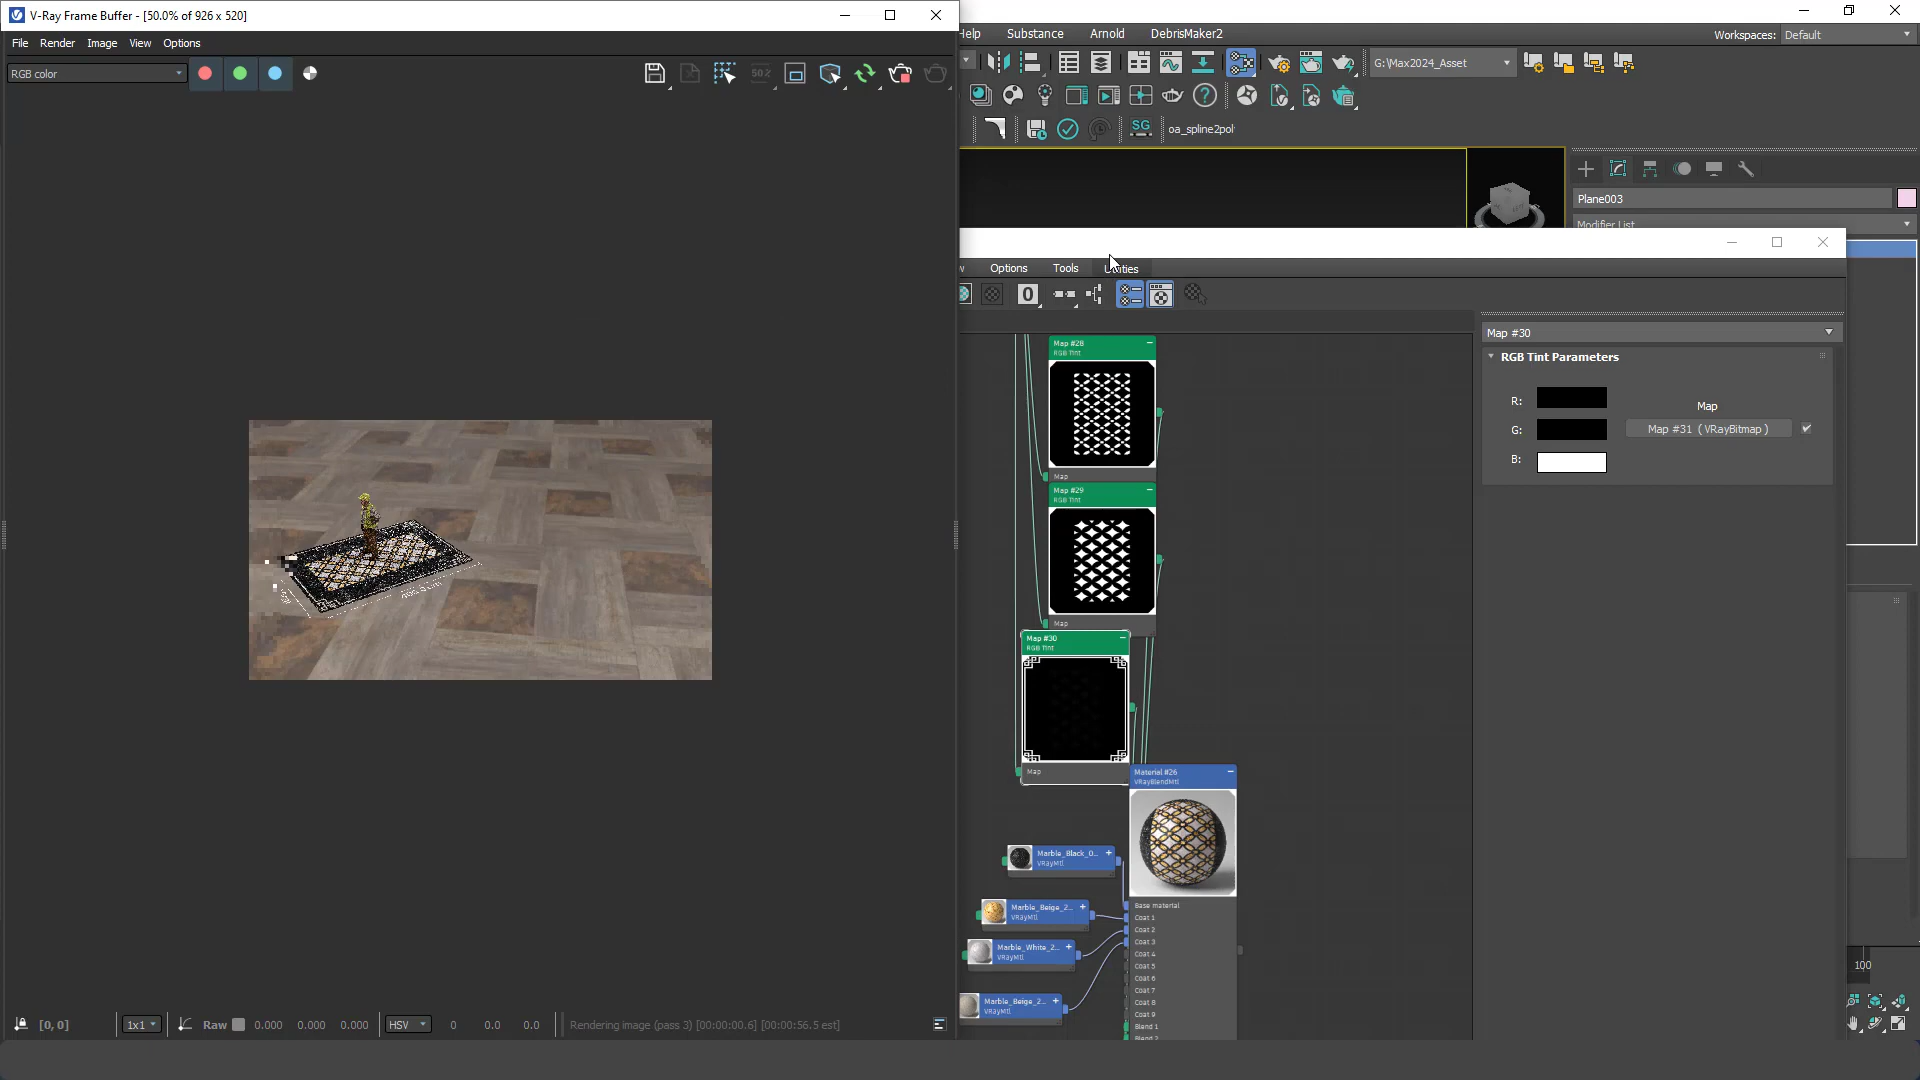 V-Ray Frame Buffer - [50.0% of 926 x 520]
File Render Image View Options
RGB color
50%
[0, 0]
1x1
Raw
0.000 0.000 0.000
HSV
0 0.0 0.0
Rendering image (pass 3) [00:00:00.6] [00:00:56.5 est]
Help Substance Arnold DebrisMaker2
Workspaces: Default
G:\Max2024_Asset
SG
oa_spline2pol
Plane003
Modifier List
Options Tools Utilities
0
Map #28
RGB Tint
Map
Map #29
RGB Tint
Map
Map #30
RGB Tint
Map
Material #26
VRayBlendMtl
Base material
Coat 1
Coat 2
Coat 3
Coat 4
Coat 5
Coat 6
Coat 7
Coat 8
Coat 9
Blend 1
Blend 2
Marble_Black_0...
VRayMtl
Marble_Beige_2...
VRayMtl
Marble_White_2...
VRayMtl
Marble_Beige_2...
VRayMtl
Map #30
RGB Tint Parameters
R:
G:
B:
Map
Map #31 ( VRayBitmap )
100